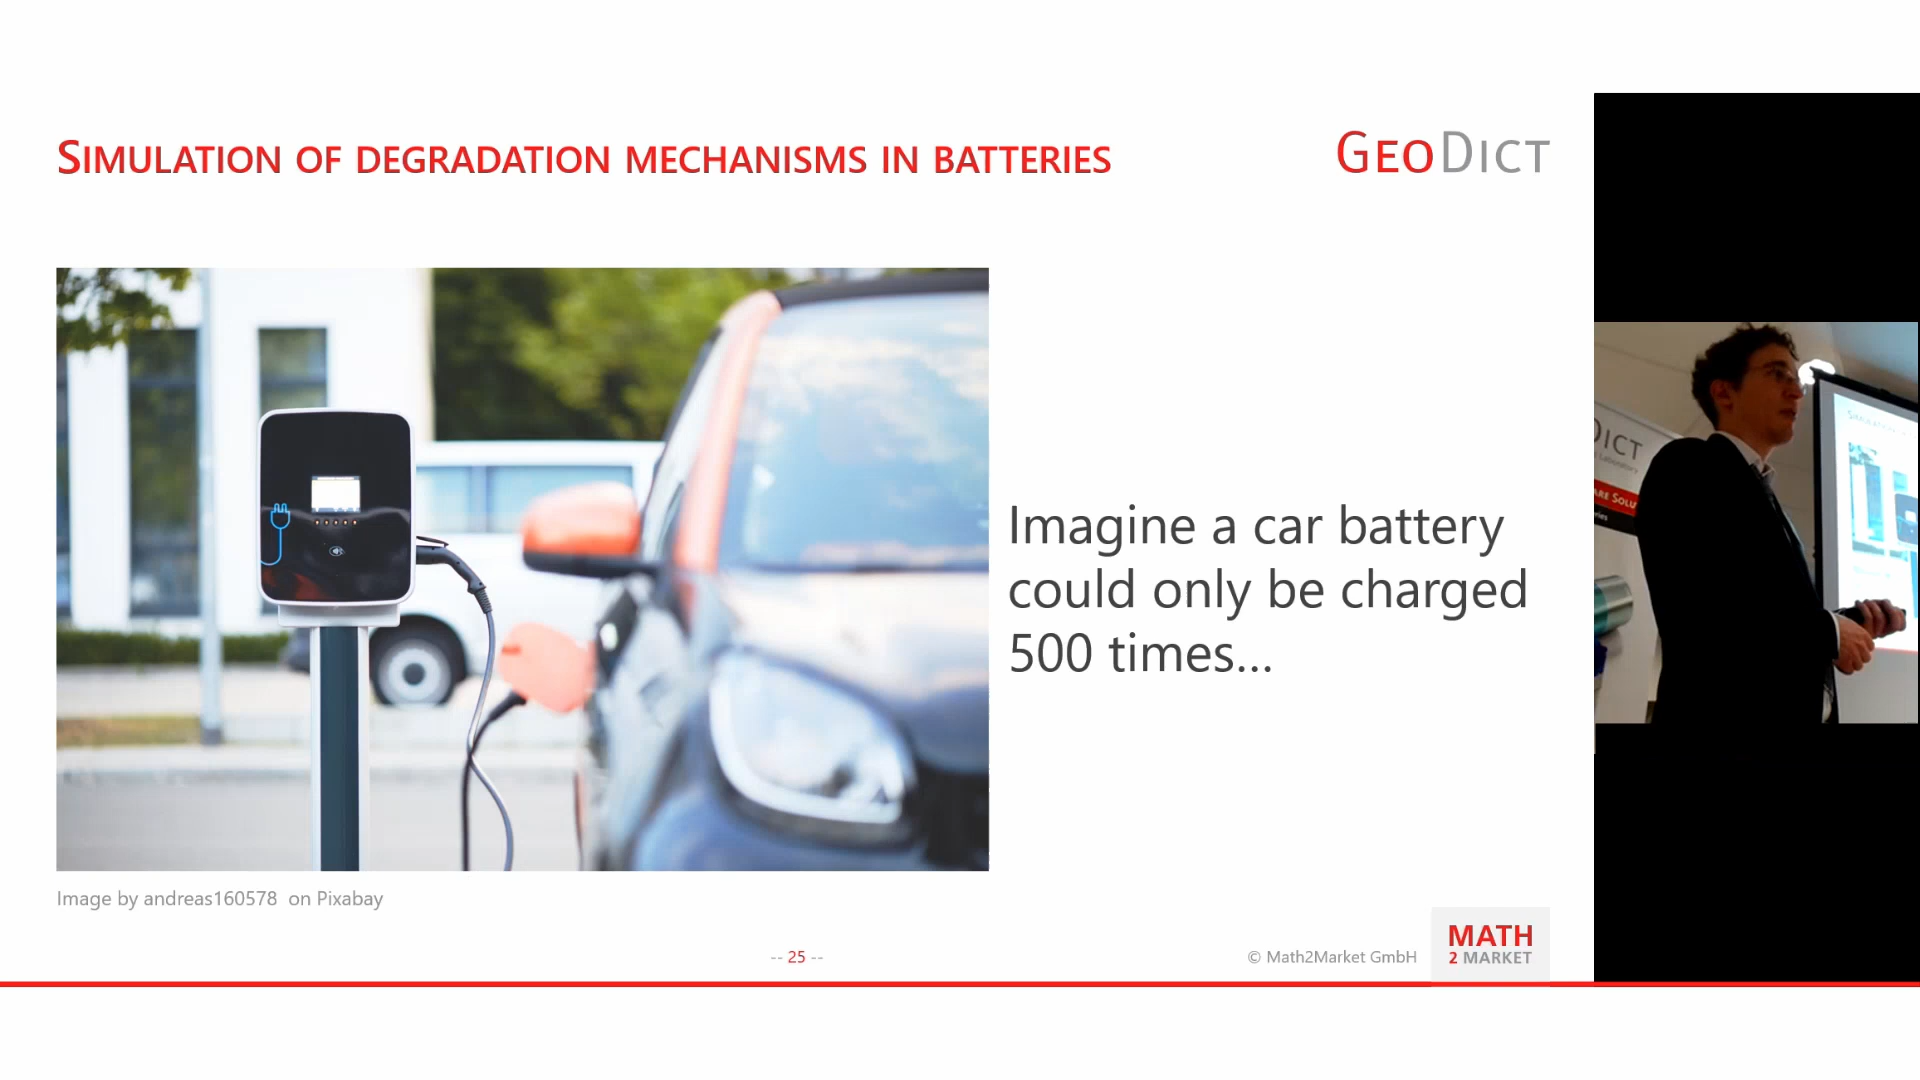 SIMULATION OF DEGRADATION MECHANISMS IN BATTERIES
GEODICT
Imagine a car battery
could only be charged
500 times...
Image by andreas160578 on Pixabay
-- 25 --
© Math2Market GmbH
MATH
2 MARKET
DICT